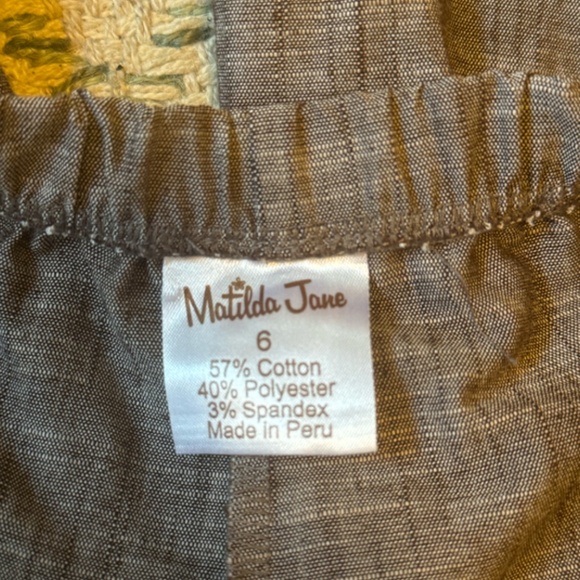 Matilda Jane
6
57% Cotton
40% Polyester
3% Spandex
Made in Peru